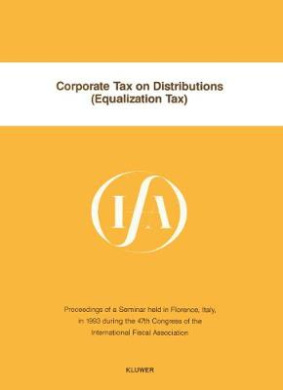 Corporate Tax on Distributions
(Equalization Tax)
IFA
Proceedings of a Seminar held in Florence, Italy,
in 1993 during the 47th Congress of the
International Fiscal Association
KLUWER